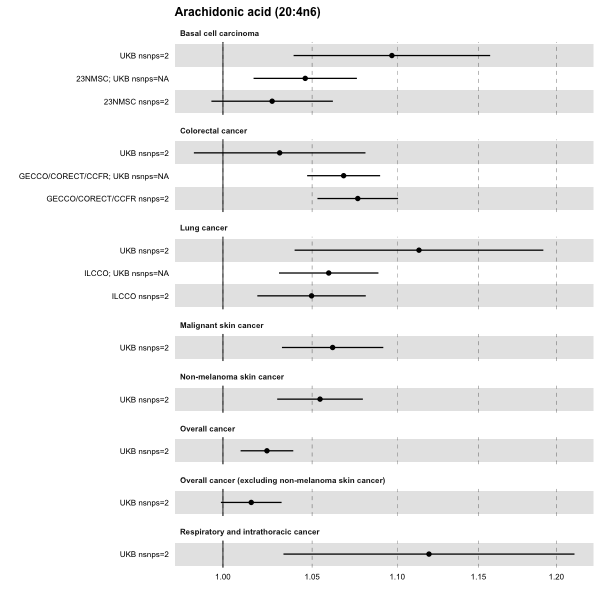 Arachidonic acid (20:4n6)
Basal cell carcinoma
UKB nsnps=2
23NMSC; UKB nsnps=NA
23NMSC nsnps=2
Colorectal cancer
UKB nsnps=2
GECCO/CORECT/CCFR; UKB nsnps=NA
GECCO/CORECT/CCFR nsnps=2
Lung cancer
UKB nsnps=2
ILCCO; UKB nsnps=NA
ILCCO nsnps=2
Malignant skin cancer
UKB nsnps=2
Non-melanoma skin cancer
UKB nsnps=2
Overall cancer
UKB nsnps=2
Overall cancer (excluding non-melanoma skin cancer)
UKB nsnps=2
Respiratory and intrathoracic cancer
UKB nsnps=2
1.00 1.05 1.10 1.15 1.20